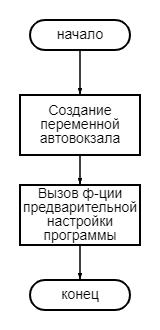 начало
Создание
переменной
автовокзала
Вызов ф-ции
предварительной
настройки
программы
конец